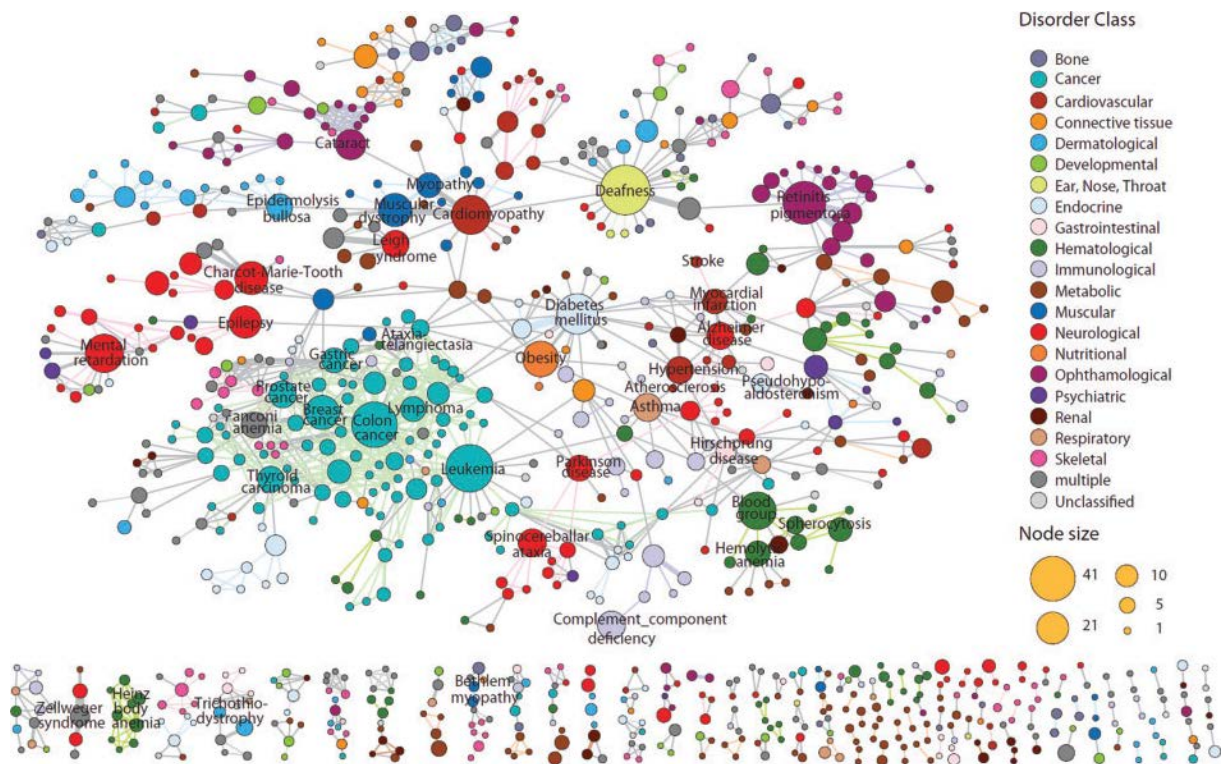 Disorder Class
Bone
Cancer
Cardiovascular
Connective tissue
Dermatological
Developmental
Ear, Nose, Throat
Endocrine
Gastrointestinal
Hematological
Immunological
Metabolic
Muscular
Neurological
Nutritional
Ophthamological
Psychiatric
Renal
Respiratory
Skeletal
multiple
Unclassified
Node size
41
10
5
21
1
Cataract
Myopathy
Muscular
dystrophy
Cardiomyopathy
Deafness
Retinitis
pigmentosa
Epidermolysis
bullosa
Leigh
syndrome
Charcot-Marie-Tooth
disease
Stroke
Diabetes
mellitus
Myocardial
infarction
Epilepsy
Alzheimer
disease
Mental
retardation
Ataxia-
telangiectasia
Gastric
cancer
Obesity
Hypertension
Atherosclerosis
Pseudohypo-
aldosteronism
Prostate
cancer
Breast
cancer
Lymphoma
Asthma
Fanconi
anemia
Colon
cancer
Hirschprung
disease
Leukemia
Parkinson
disease
Thyroid
carcinoma
Blood
group
Spherocytosis
Spinocereballar
ataxia
Hemolytic
anemia
Complement_component
deficiency
Zellweger
syndrome
Heinz
body
anemia
Trichothio-
dystrophy
Bethlem
myopathy